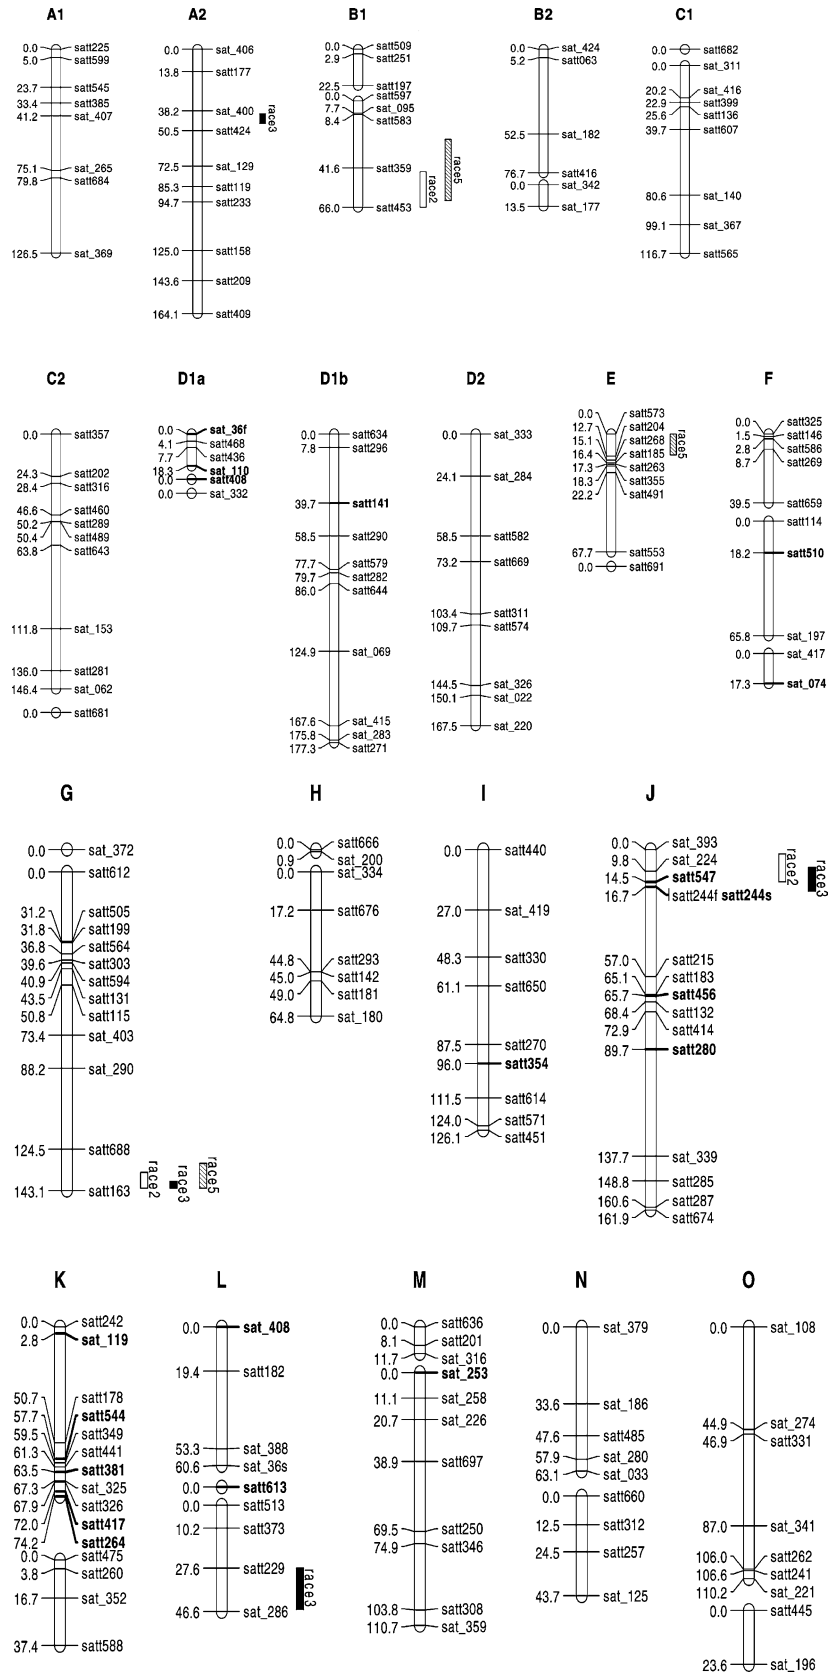 A1
0.0 satt225
5.0 satt599
23.7 satt545
33.4 satt385
41.2 sat_407
75.1 sat_265
79.8 satt684
126.5 sat_369
A2
0.0 sat_406
13.8 satt177
38.2 sat_400
50.5 satt424
72.5 sat_129
85.3 satt119
94.7 satt233
125.0 satt158
143.6 satt209
164.1 satt409
race3
B1
0.0 satt509
2.9 satt251
22.5 satt197
0.0 satt597
7.7 sat_095
8.4 satt583
41.6 satt359
66.0 satt453
race2
race5
B2
0.0 sat_424
5.2 satt063
52.5 sat_182
76.7 satt416
0.0 sat_342
13.5 sat_177
C1
0.0 satt682
0.0 sat_311
20.2 sat_416
22.9 satt399
25.6 satt136
39.7 satt607
80.6 sat_140
99.1 sat_367
116.7 satt565
C2
0.0 satt357
24.3 satt202
28.4 satt316
46.6 satt460
50.2 satt289
50.4 satt489
63.8 satt643
111.8 sat_153
136.0 satt281
146.4 sat_062
0.0 satt681
D1a
0.0 sat_36f
4.1 satt468
7.7 satt436
18.3 sat_110
0.0 satt408
0.0 sat_332
D1b
0.0 satt634
7.8 satt296
39.7 satt141
58.5 satt290
77.7 satt579
79.7 satt282
86.0 satt644
124.9 sat_069
167.6 sat_415
175.8 sat_283
177.3 satt271
D2
0.0 sat_333
24.1 sat_284
58.5 satt582
73.2 satt669
103.4 satt311
109.7 satt574
144.5 sat_326
150.1 sat_022
167.5 sat_220
E
0.0 satt573
12.7 satt204
15.1 satt268
16.4 satt185
17.3 satt263
18.3 satt355
22.2 satt491
67.7 satt553
0.0 satt691
race5
F
0.0 satt325
1.5 satt146
2.8 satt586
8.7 satt269
39.5 satt659
0.0 satt114
18.2 satt510
65.8 sat_197
0.0 sat_417
17.3 sat_074
G
0.0 sat_372
0.0 satt612
31.2 satt505
31.8 satt199
36.8 satt564
39.6 satt303
40.9 satt594
43.5 satt131
50.8 satt115
73.4 sat_403
88.2 sat_290
124.5 satt688
143.1 satt163
race2
race3
race5
H
0.0 satt666
0.9 sat_200
0.0 sat_334
17.2 satt676
44.8 satt293
45.0 satt142
49.0 satt181
64.8 sat_180
I
0.0 satt440
27.0 sat_419
48.3 satt330
61.1 satt650
87.5 satt270
96.0 satt354
111.5 satt614
124.0 satt571
126.1 satt451
J
0.0 sat_393
9.8 sat_224
14.5 satt547
16.7 satt244f satt244s
57.0 satt215
65.1 satt183
65.7 satt456
68.4 satt132
72.9 satt414
89.7 satt280
137.7 sat_339
148.8 satt285
160.6 satt287
161.9 satt674
race2
race3
K
0.0 satt242
2.8 sat_119
50.7 satt178
57.7 satt544
59.5 satt349
61.3 satt441
63.5 satt381
67.3 sat_325
67.9 satt326
72.0 satt417
74.2 satt264
0.0 satt475
3.8 satt260
16.7 sat_352
37.4 satt588
L
0.0 sat_408
19.4 satt182
53.3 sat_388
60.6 sat_36s
0.0 satt613
0.0 satt513
10.2 satt373
27.6 satt229
46.6 sat_286
race3
M
0.0 satt636
8.1 satt201
11.7 sat_316
0.0 sat_253
11.1 sat_258
20.7 sat_226
38.9 satt697
69.5 satt250
74.9 satt346
103.8 satt308
110.7 sat_359
N
0.0 sat_379
33.6 sat_186
47.6 satt485
57.9 sat_280
63.1 sat_033
0.0 satt660
12.5 satt312
24.5 satt257
43.7 sat_125
O
0.0 sat_108
44.9 sat_274
46.9 satt331
87.0 sat_341
106.0 satt262
106.6 satt241
110.2 sat_221
0.0 satt445
23.6 sat_196